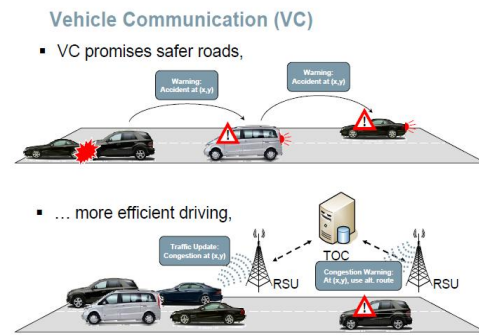 Vehicle Communication (VC)
▪ VC promises safer roads,
Warning:
Accident at (x,y)
Warning:
Accident at (x,y)
▪ ... more efficient driving,
Traffic Update:
Congestion at (x,y)
TOC
RSU
Congestion Warning:
At (x,y), use alt. route
RSU